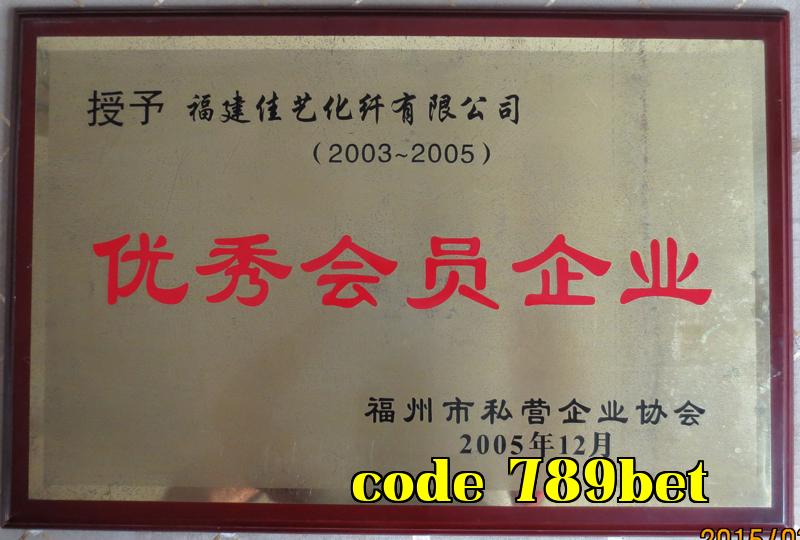 授予 福建佳艺化纤有限公司
（2003~2005）
优秀会员企业
福州市私营企业协会
2005年12月
code 789bet